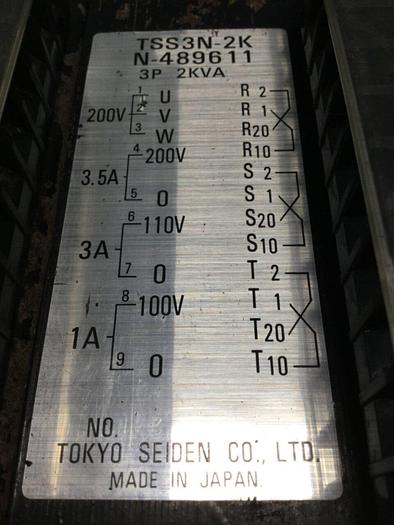 TSS3N-2K
N-489611
3P 2KVA
1 U R 2
200V 2 V R 1
3 W R20
4 200V R10
3.5A S 2
5 0 S 1
6 110V S20
3A S10
7 0 T 2
8 100V T 1
1A T20
9 0 T10
NO.
TOKYO SEIDEN CO., LTD.
MADE IN JAPAN.